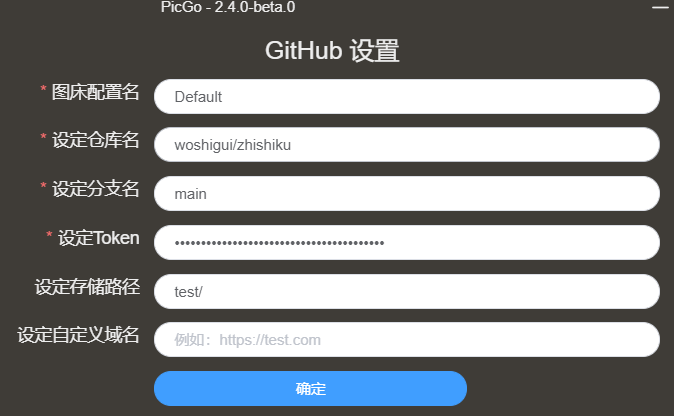 PicGo - 2.4.0-beta.0
GitHub 设置
* 图床配置名 Default
* 设定仓库名 woshigui/zhishiku
* 设定分支名 main
* 设定Token ••••••••••••••••••••••••••••••••••••••••
设定存储路径 test/
设定自定义域名 例如：https://test.com
确定